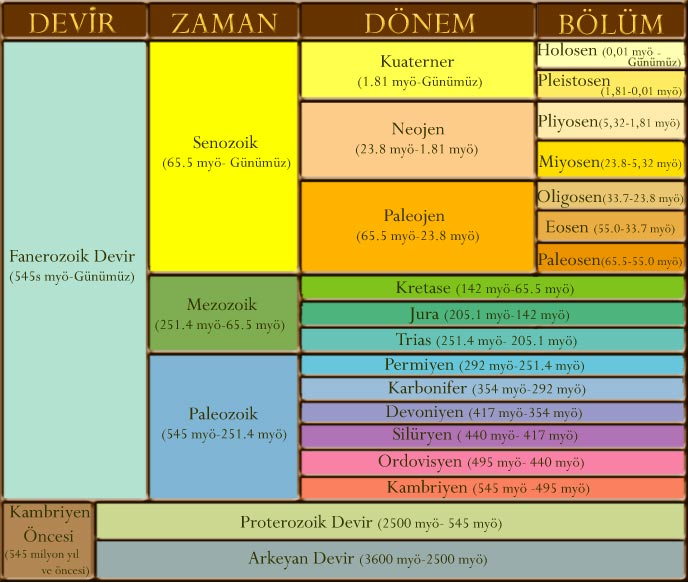 DEVİR ZAMAN DÖNEM BÖLÜM
Fanerozoik Devir
(545s myö-Günümüz)
Senozoik
(65.5 myö- Günümüz)
Kuaterner
(1.81 myö-Günümüz)
Holosen (0,01 myö -
Günümüz)
Pleistosen
(1,81-0,01 myö)
Neojen
(23.8 myö-1.81 myö)
Pliyosen(5,32-1,81 myö)
Miyosen(23.8-5,32 myö)
Paleojen
(65.5 myö-23.8 myö)
Oligosen(33.7-23.8 myö)
Eosen (55.0-33.7 myö)
Paleosen(65.5-55.0 myö)
Mezozoik
(251.4 myö-65.5 myö)
Kretase (142 myö-65.5 myö)
Jura (205.1 myö-142 myö)
Trias (251.4 myö- 205.1 myö)
Paleozoik
(545 myö-251.4 myö)
Permiyen (292 myö-251.4 myö)
Karbonifer (354 myö-292 myö)
Devoniyen (417 myö-354 myö)
Silüryen ( 440 myö- 417 myö)
Ordovisyen (495 myö- 440 myö)
Kambriyen (545 myö -495 myö)
Kambriyen
Öncesi
(545 milyon yıl
ve öncesi)
Proterozoik Devir (2500 myö- 545 myö)
Arkeyan Devir (3600 myö-2500 myö)